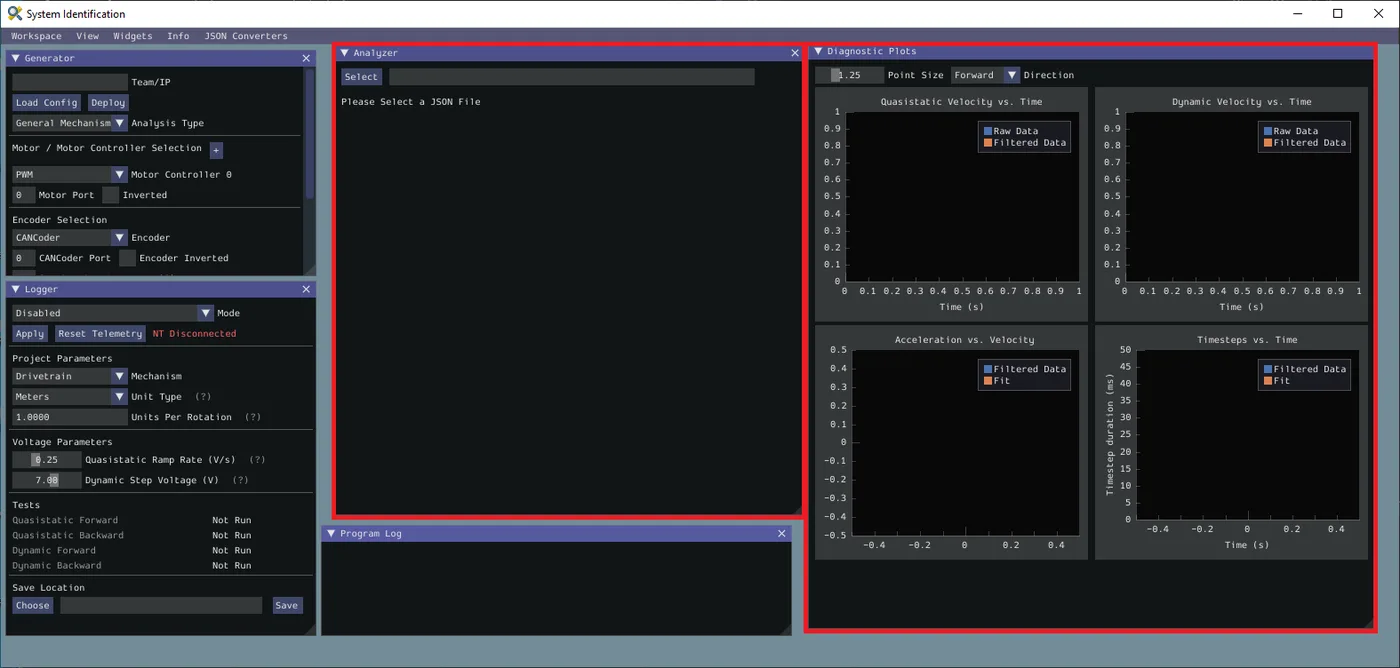 System Identification
Workspace View Widgets Info JSON Converters
Generator
Team/IP
Load Config Deploy
General Mechanism Analysis Type
Motor / Motor Controller Selection +
PWM Motor Controller 0
0 Motor Port Inverted
Encoder Selection
CANCoder Encoder
0 CANCoder Port Encoder Inverted
Logger
Disabled Mode
Apply Reset Telemetry NT Disconnected
Project Parameters
Drivetrain Mechanism
Meters Unit Type (?)
1.0000 Units Per Rotation (?)
Voltage Parameters
0.25 Quasistatic Ramp Rate (V/s) (?)
7.00 Dynamic Step Voltage (V) (?)
Tests
Quasistatic Forward Not Run
Quasistatic Backward Not Run
Dynamic Forward Not Run
Dynamic Backward Not Run
Save Location
Choose Save
Analyzer
Select
Please Select a JSON File
Program Log
Diagnostic Plots
1.25 Point Size Forward Direction
Quasistatic Velocity vs. Time
Raw Data
Filtered Data
1
0.9
0.8
0.7
0.6
0.5
0.4
0.3
0.2
0.1
0
0 0.1 0.2 0.3 0.4 0.5 0.6 0.7 0.8 0.9 1
Time (s)
Dynamic Velocity vs. Time
Raw Data
Filtered Data
1
0.9
0.8
0.7
0.6
0.5
0.4
0.3
0.2
0.1
0
0 0.1 0.2 0.3 0.4 0.5 0.6 0.7 0.8 0.9 1
Time (s)
Acceleration vs. Velocity
Filtered Data
Fit
0.5
0.4
0.3
0.2
0.1
0
-0.1
-0.2
-0.3
-0.4
-0.5
-0.4 -0.2 0 0.2 0.4
Timesteps vs. Time
Filtered Data
Fit
Timestep duration (ms)
50
45
40
35
30
25
20
15
10
5
0
-0.4 -0.2 0 0.2 0.4
Time (s)